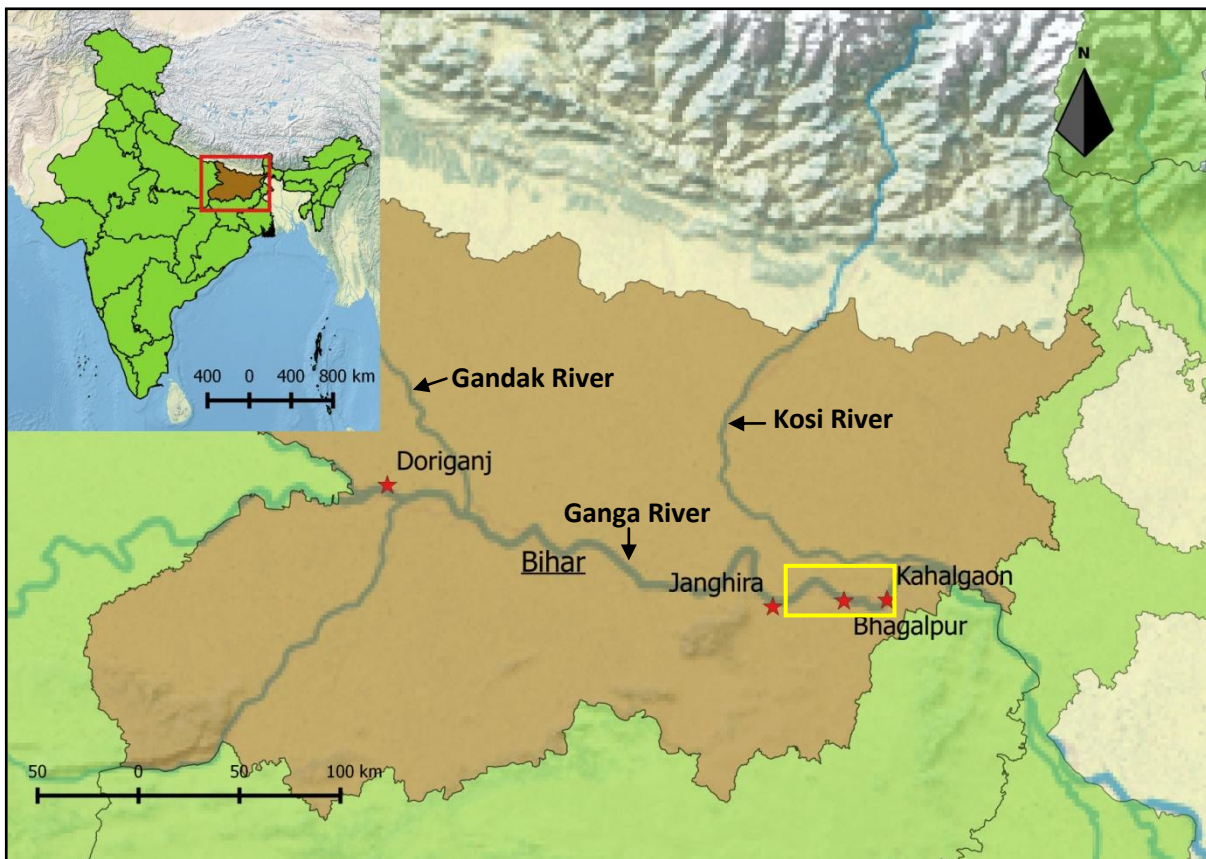 N
400 0 400 800 km
Gandak River
Kosi River
Doriganj
Ganga River
Bihar
Janghira
Kahalgaon
Bhagalpur
50 0 50 100 km